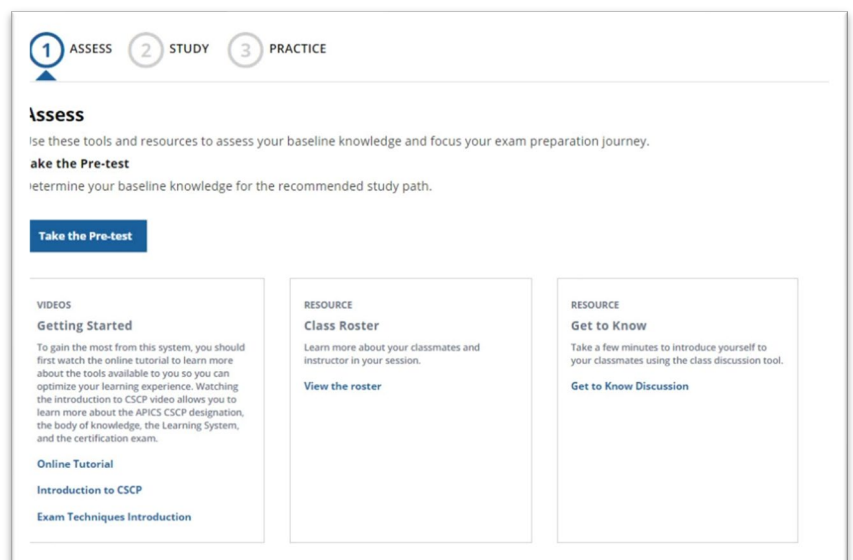 1 ASSESS 2 STUDY 3 PRACTICE
Assess
Use these tools and resources to assess your baseline knowledge and focus your exam preparation journey.
Take the Pre-test
Determine your baseline knowledge for the recommended study path.
Take the Pre-test
VIDEOS
Getting Started
To gain the most from this system, you should
first watch the online tutorial to learn more
about the tools available to you so you can
optimize your learning experience. Watching
the introduction to CSCP video allows you to
learn more about the APICS CSCP designation,
the body of knowledge, the Learning System,
and the certification exam.
Online Tutorial
Introduction to CSCP
Exam Techniques Introduction
RESOURCE
Class Roster
Learn more about your classmates and
instructor in your session.
View the roster
RESOURCE
Get to Know
Take a few minutes to introduce yourself to
your classmates using the class discussion tool.
Get to Know Discussion